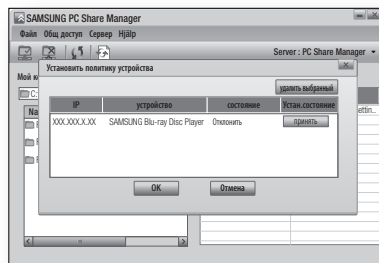 SAMSUNG PC Share Manager
Файл Общ доступ Сервер Hjälp
Server : PC Share Manager
Установить политику устройства
Мой к
удалить выбранный
C:
IP устройство состояние Устан.состояние
Na
ettin..
XXX.XXX.X.XX SAMSUNG Blu-ray Disc Player Отклонить принять
OK Отмена